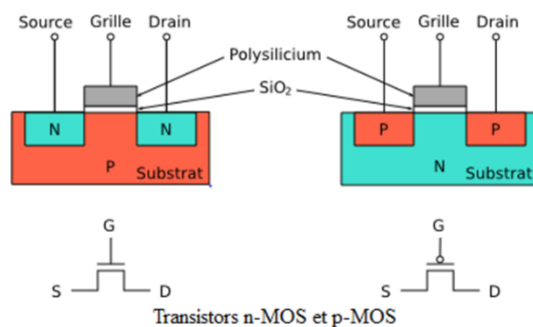 Source Grille Drain Source Grille Drain
Polysilicium
SiO₂
N N P P
P Substrat N Substrat
G G
S D S D
Transistors n-MOS et p-MOS